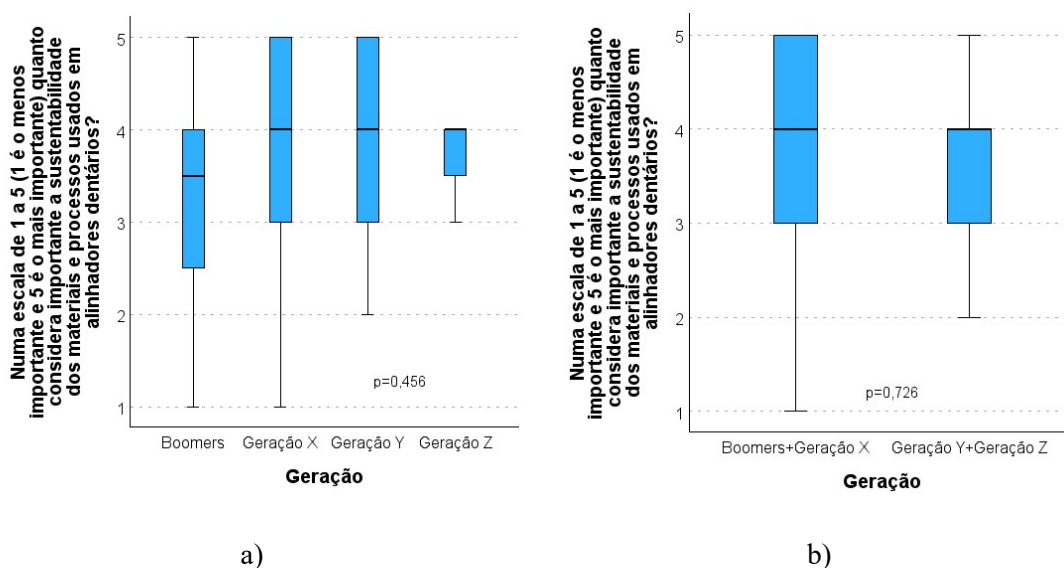 Numa escala de 1 a 5 (1 é o menos
importante e 5 é o mais importante) quanto
considera importante a sustentabilidade
dos materiais e processos usados em
alinhadores dentários?
5
4
3
2
1
p=0,456
Boomers Geração X Geração Y Geração Z
Geração
a)
Numa escala de 1 a 5 (1 é o menos
importante e 5 é o mais importante) quanto
considera importante a sustentabilidade
dos materiais e processos usados em
alinhadores dentários?
5
4
3
2
1
p=0,726
Boomers+Geração X Geração Y+Geração Z
Geração
b)